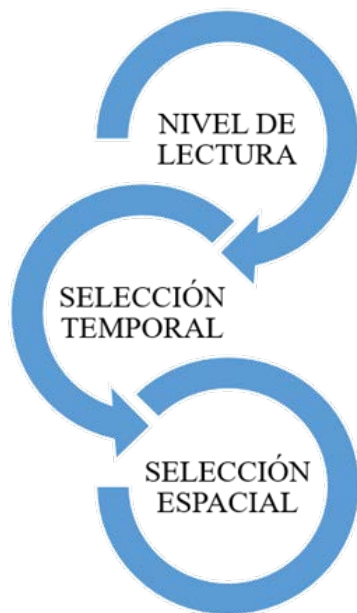 NIVEL DE
LECTURA
SELECCIÓN
TEMPORAL
SELECCIÓN
ESPACIAL